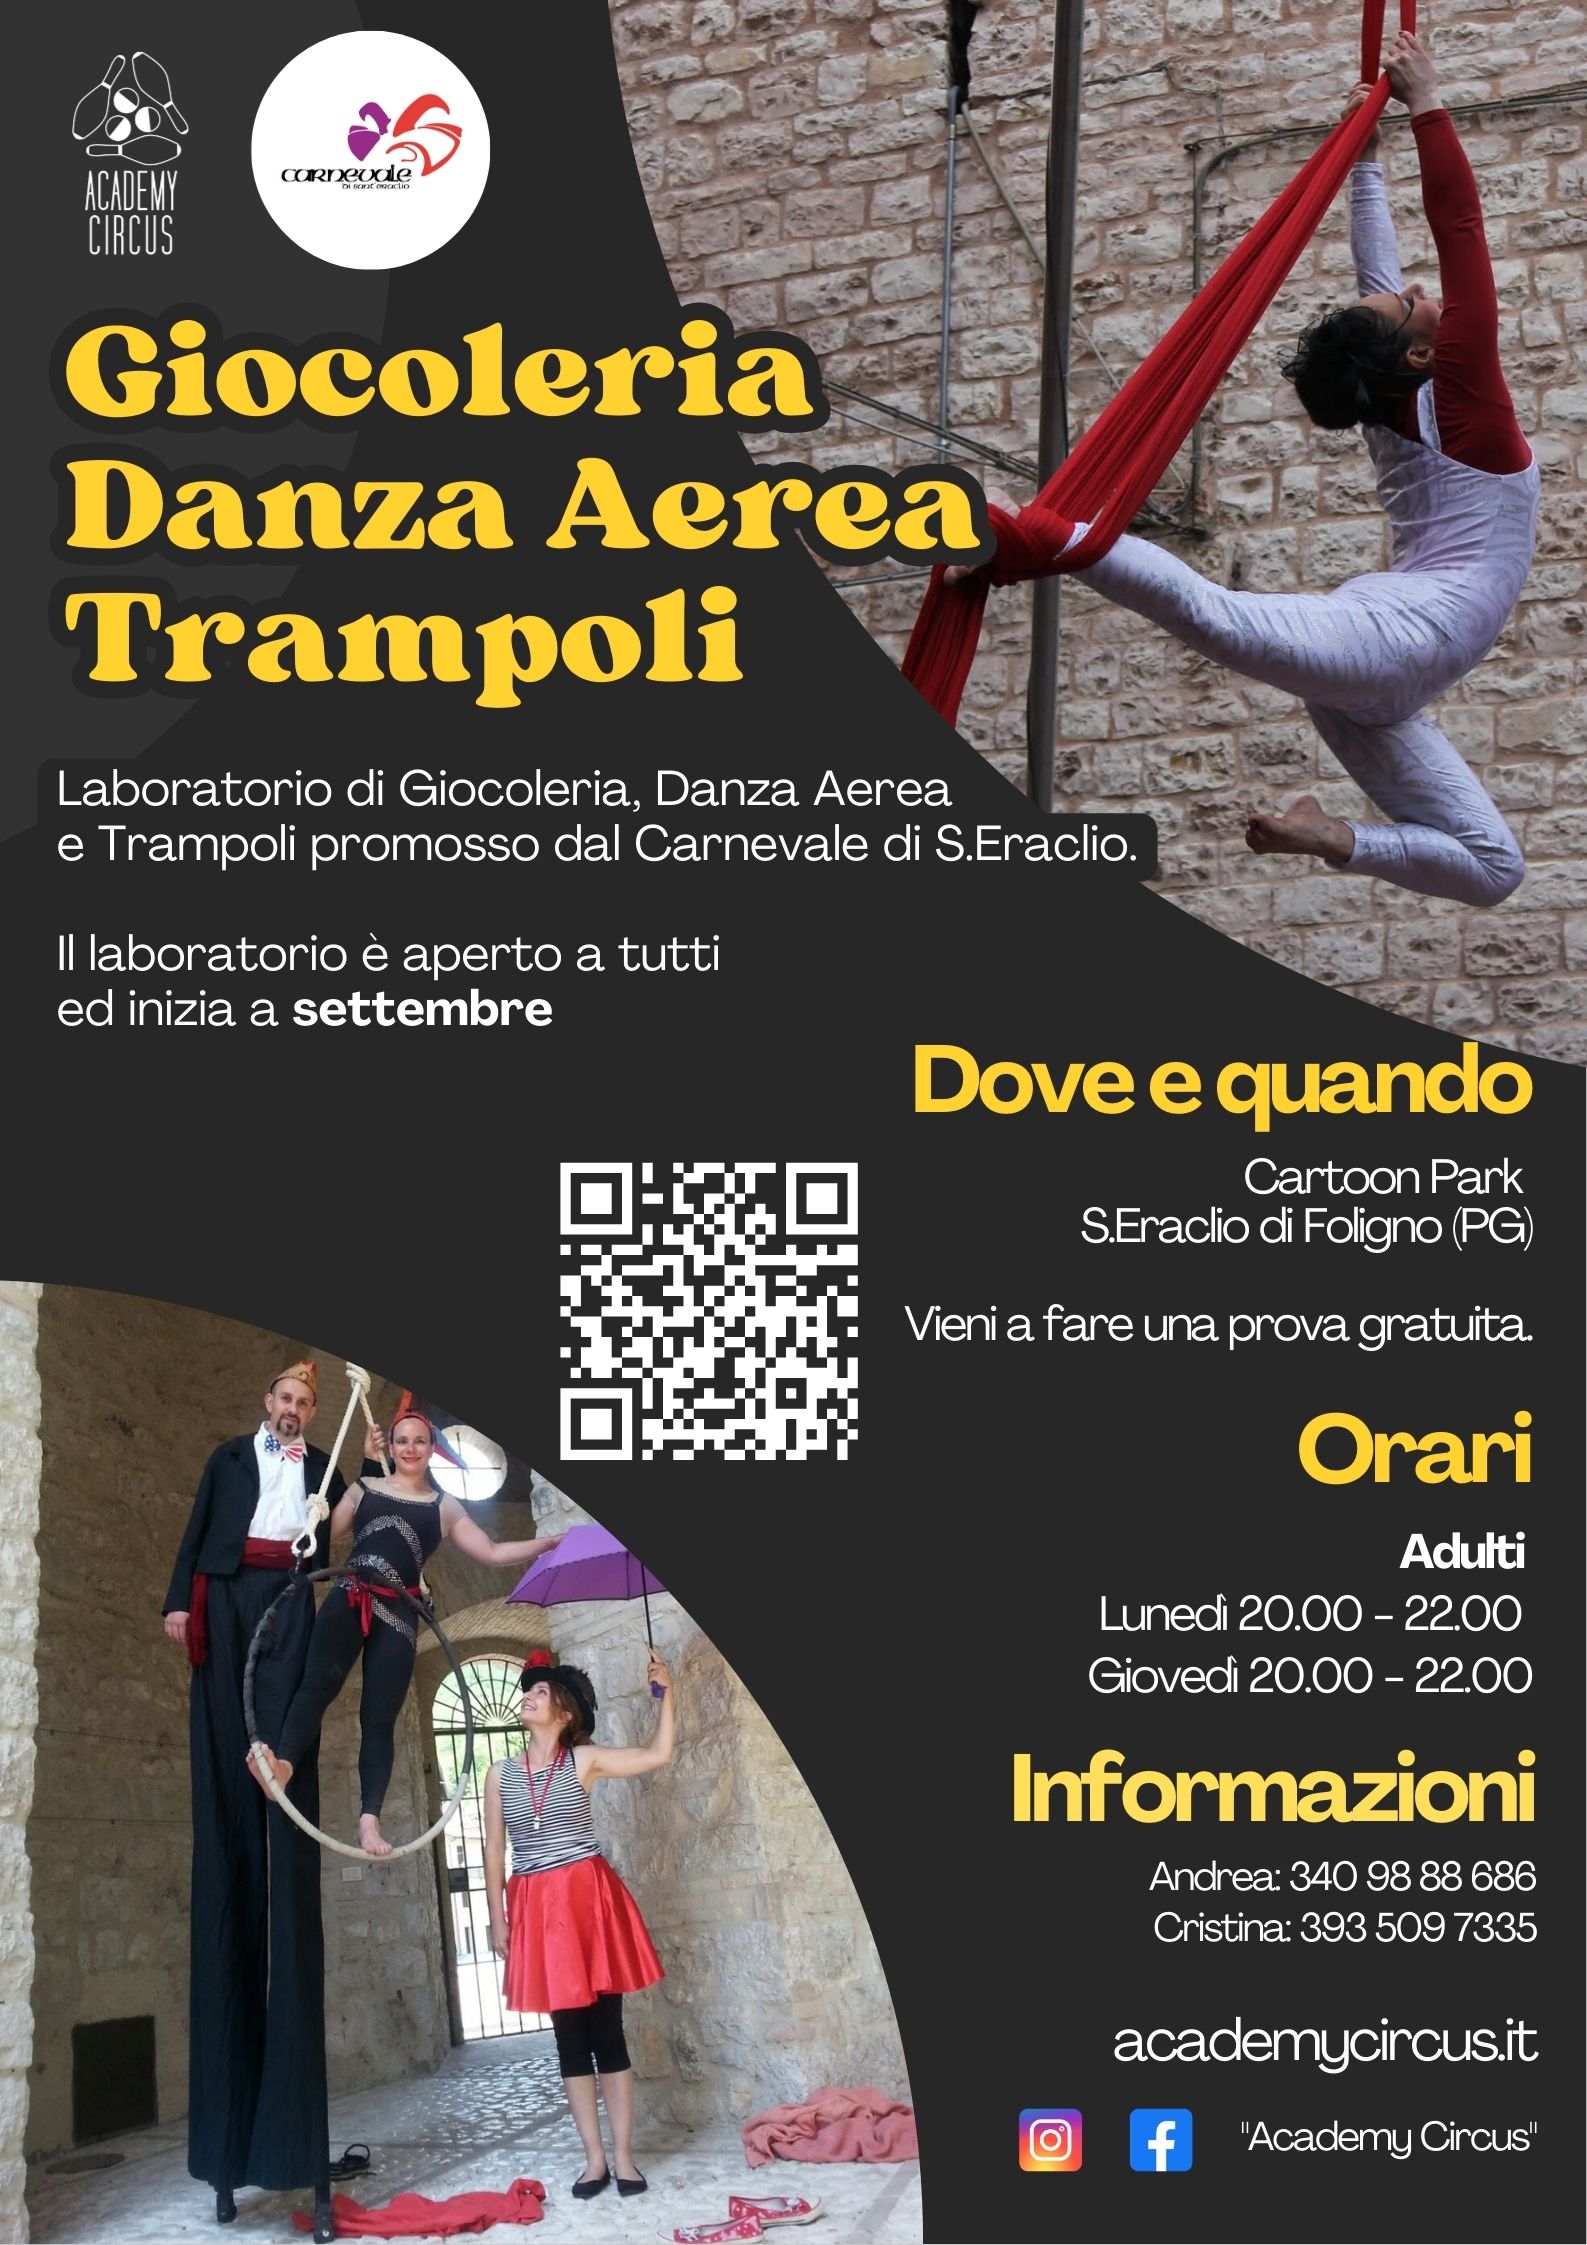 ACADEMY
CIRCUS
carnevale
di sant'eraclio
Giocoleria
Danza Aerea
Trampoli
Laboratorio di Giocoleria, Danza Aerea
e Trampoli promosso dal Carnevale di S.Eraclio.
Il laboratorio è aperto a tutti
ed inizia a settembre
Dove e quando
Cartoon Park
S.Eraclio di Foligno (PG)
Vieni a fare una prova gratuita.
Orari
Adulti
Lunedì 20.00 - 22.00
Giovedì 20.00 - 22.00
Informazioni
Andrea: 340 98 88 686
Cristina: 393 509 7335
academycircus.it
"Academy Circus"